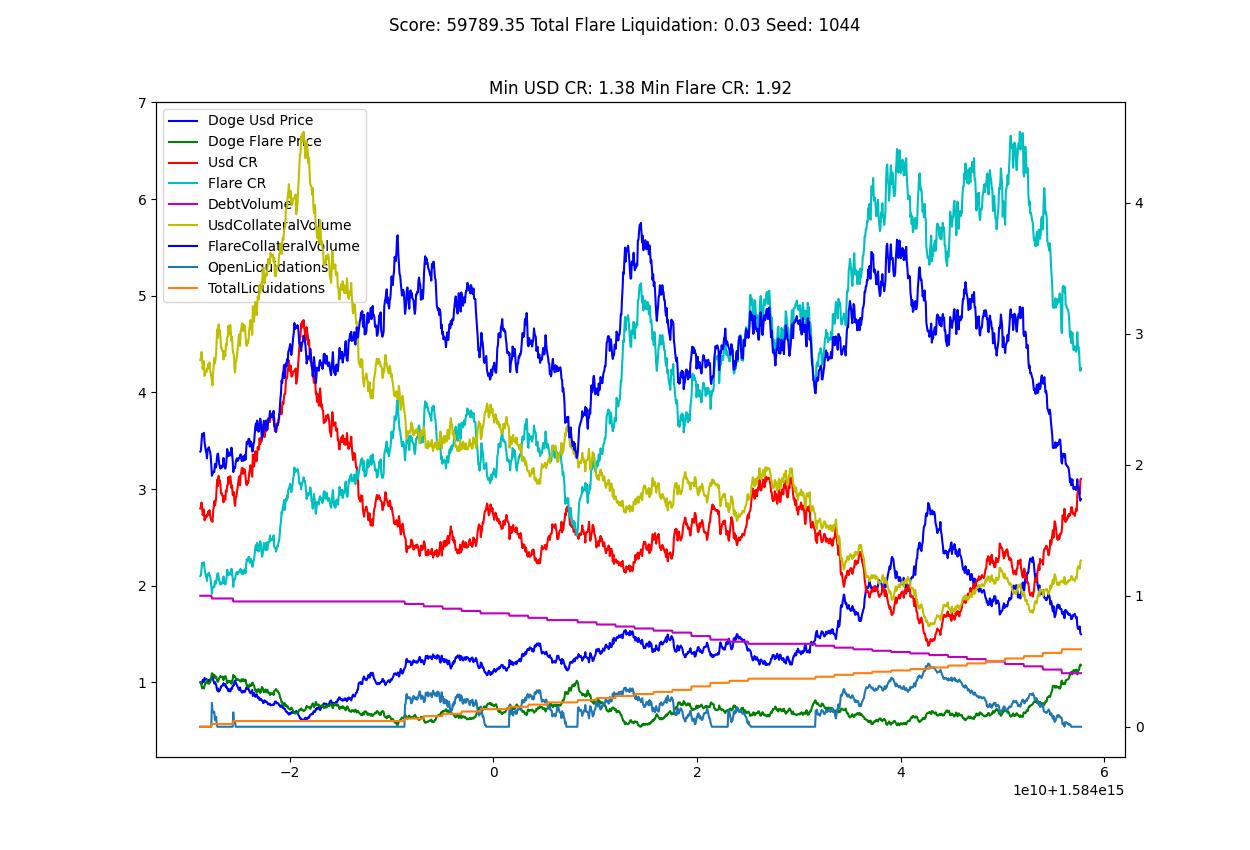 Score: 59789.35 Total Flare Liquidation: 0.03 Seed: 1044
Min USD CR: 1.38 Min Flare CR: 1.92
Doge Usd Price
Doge Flare Price
Usd CR
Flare CR
DebtVolume
UsdCollateralVolume
FlareCollateralVolume
OpenLiquidations
TotalLiquidations
7
6
5
4
3
2
1
4
3
2
1
0
−2
0
2
4
6
1e10+1.584e15